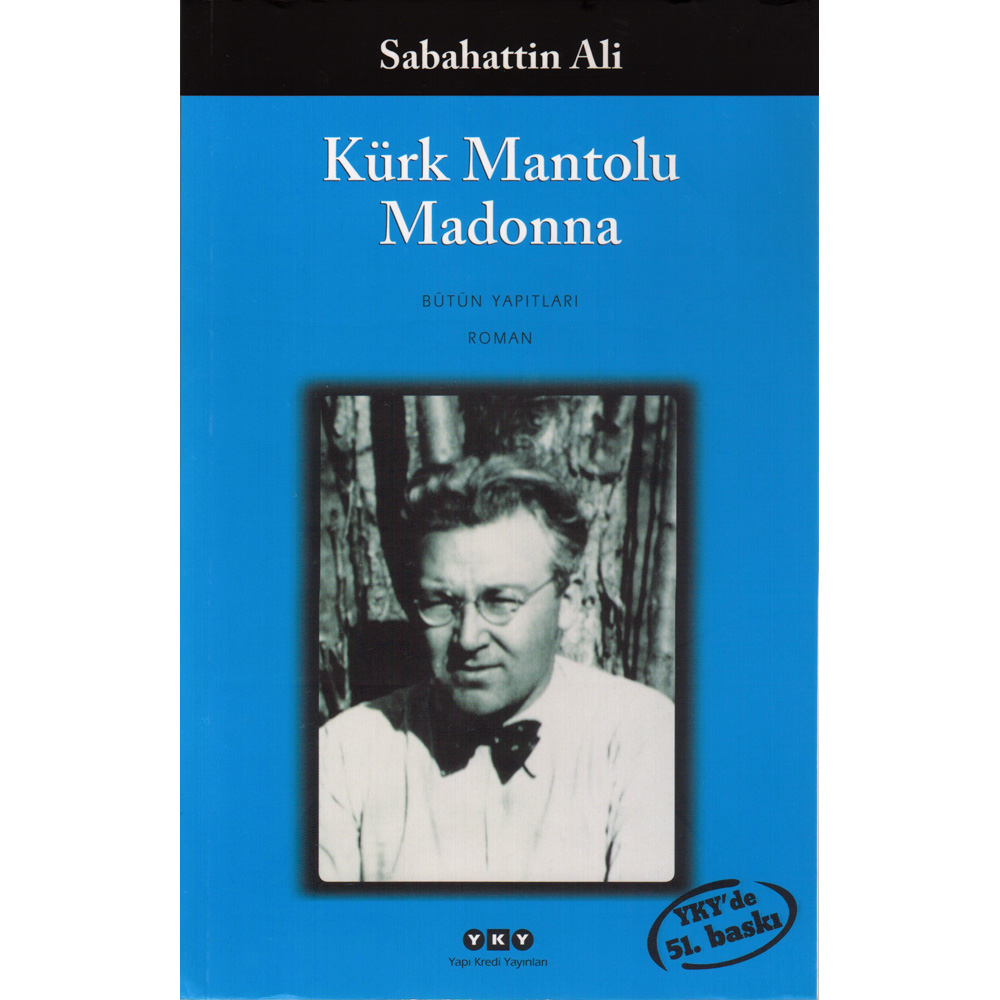 Sabahattin Ali
Kürk Mantolu
Madonna
BÜTÜN YAPITLARI
ROMAN
YKY'de
51. baskı
YKY
Yapı Kredi Yayınları